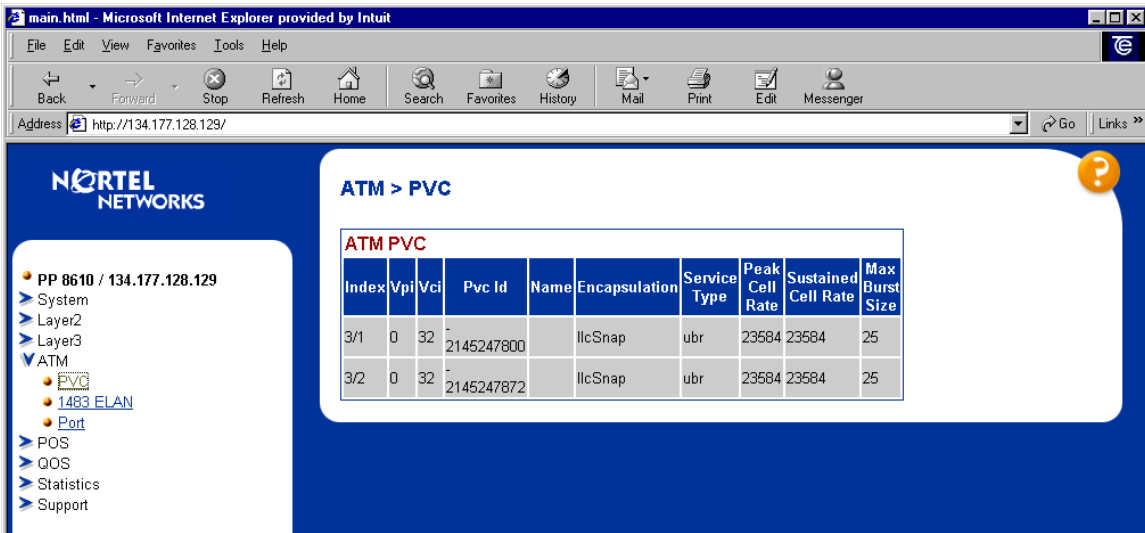 main.html - Microsoft Internet Explorer provided by Intuit
File Edit View Favorites Tools Help
Back Forward Stop Refresh Home Search Favorites History Mail Print Edit Messenger
Address http://134.177.128.129/ Go Links »
NORTEL
NETWORKS
PP 8610 / 134.177.128.129
System
Layer2
Layer3
ATM
PVC
1483 ELAN
Port
POS
QOS
Statistics
Support
ATM > PVC
?
ATM PVC
Index Vpi Vci Pvc Id Name Encapsulation Service Type Peak Cell Rate Sustained Cell Rate Max Burst Size
3/1 0 32 -2145247800 llcSnap ubr 23584 23584 25
3/2 0 32 -2145247872 llcSnap ubr 23584 23584 25